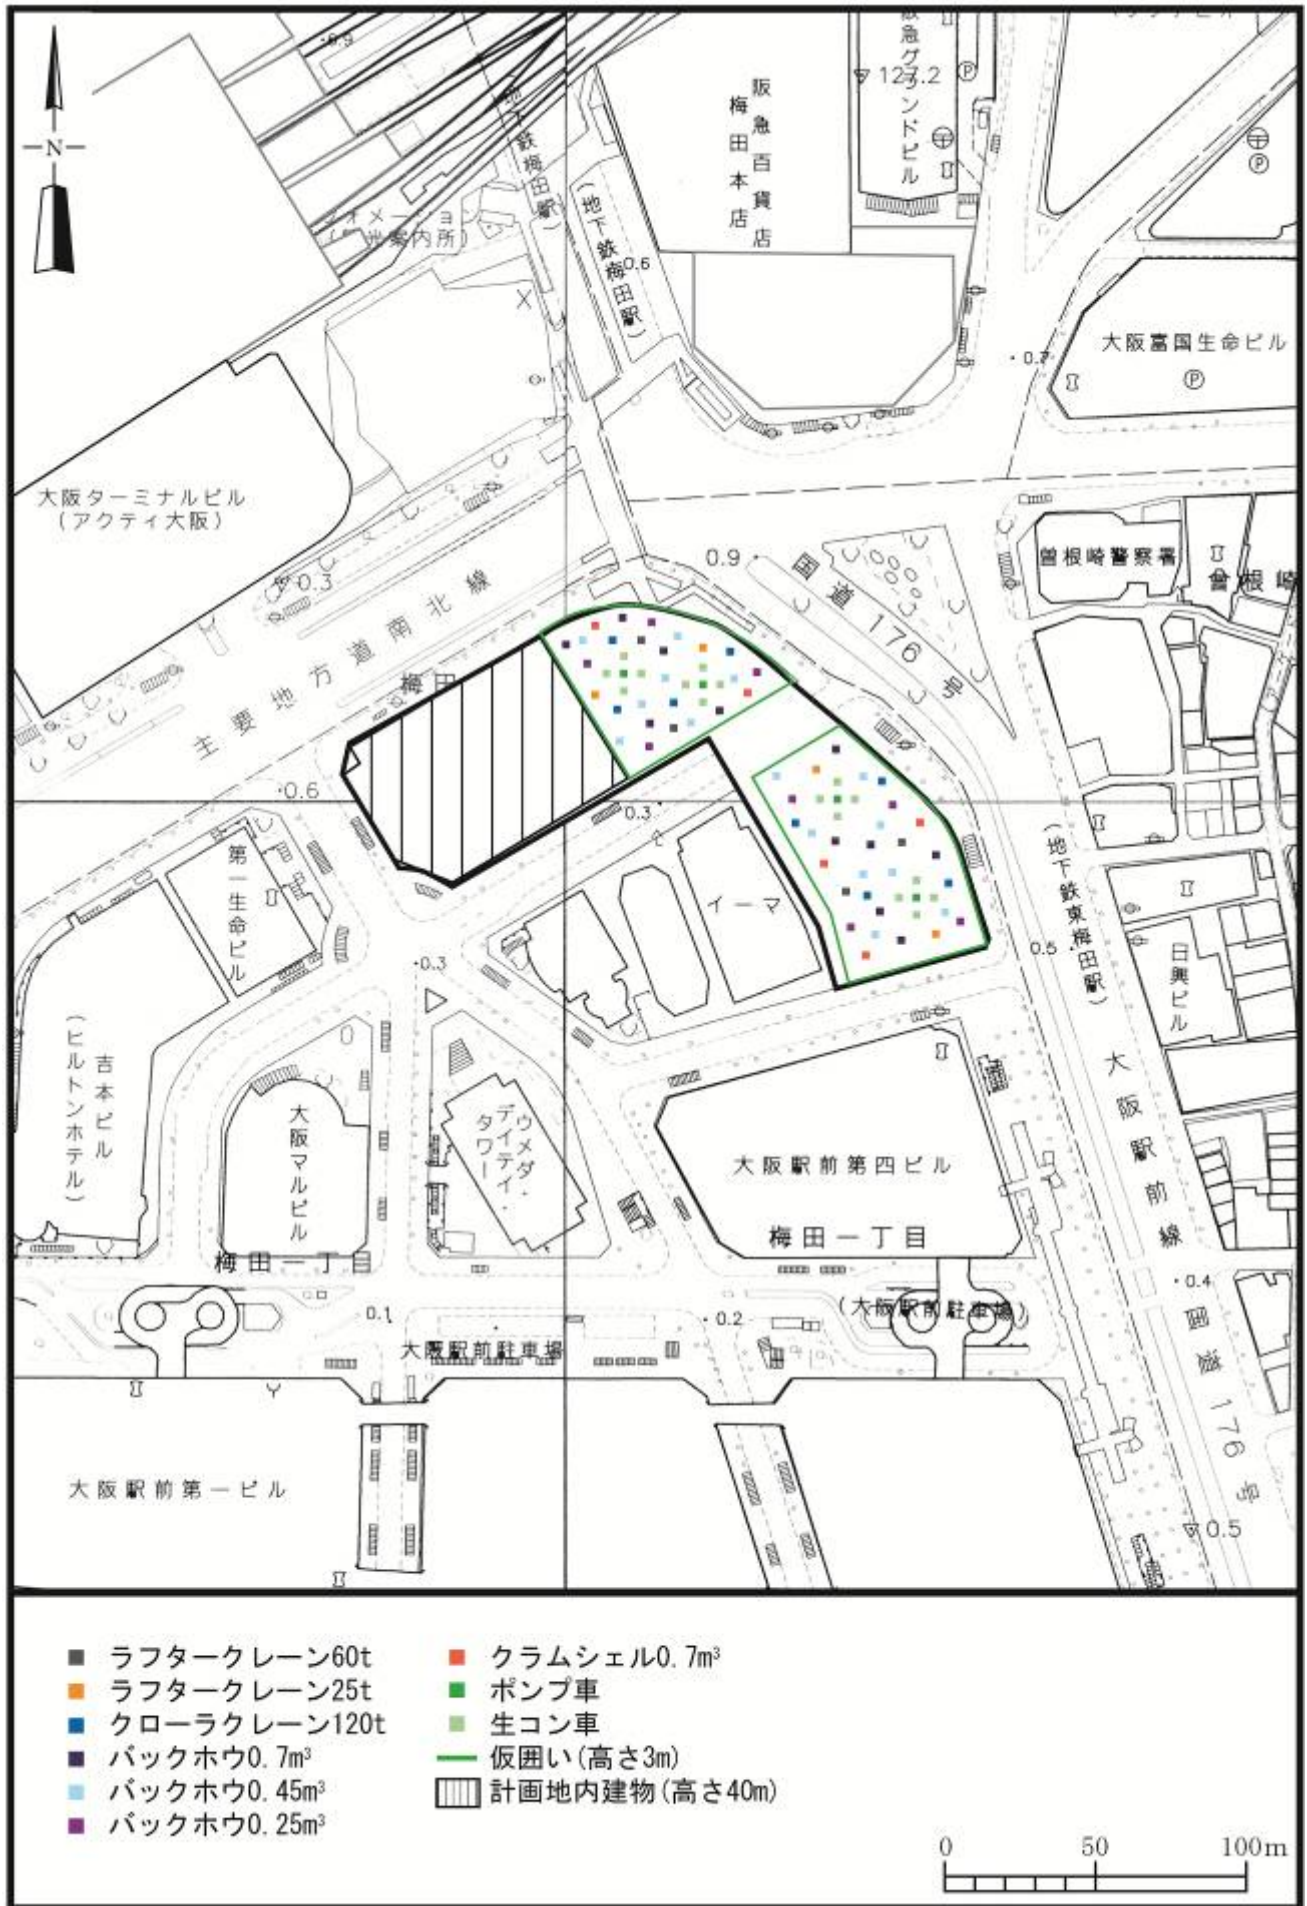 0.9
N
阪急グランドビル
127.2
P
阪急百貨店
梅田本店
P
地下鉄梅田駅)
(地下鉄梅田駅)
0.6
光案内所)
0.7
大阪富国生命ビル
P
大阪ターミナルビル
(アクティ大阪)
0.3
主要地方道南北線
0.9
国道176号
曽根崎警察署
曾根崎
梅田
0.6
0.3
第一生命ビル
イーマ
(地下鉄東梅田駅)
0.3
0.5
日興ビル
吉本ビル
(ヒルトンホテル)
大阪マルビル
ウメダ・
デイテイ・
タワー
大阪駅前第四ビル
大阪駅前線
梅田一丁目
梅田一丁目
0.1
0.2
(大阪駅前駐車場)
0.4
大阪駅前駐車場
国道176号
大阪駅前第一ビル
0.5
ラフタークレーン60t
ラフタークレーン25t
クローラクレーン120t
バックホウ0.7m³
バックホウ0.45m³
バックホウ0.25m³
クラムシェル0.7m³
ポンプ車
生コン車
仮囲い(高さ3m)
計画地内建物(高さ40m)
0 50 100m